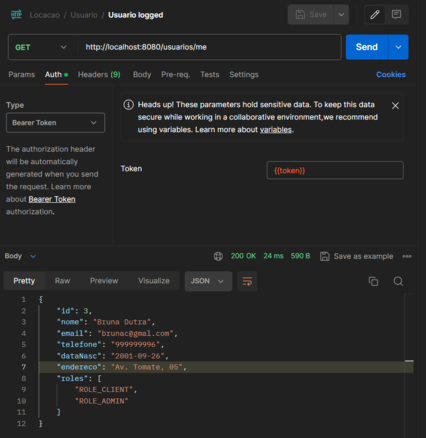 HTTP Locacao / Usuario / Usuario logged Save
GET http://localhost:8080/usuarios/me Send
Params Auth Headers (9) Body Pre-req. Tests Settings Cookies
Type
Bearer Token
The authorization header
will be automatically
generated when you send
the request. Learn more
about Bearer Token
authorization.
Heads up! These parameters hold sensitive data. To keep this data
secure while working in a collaborative environment,we recommend
using variables. Learn more about variables.
Token {{token}}
Body 200 OK 24 ms 590 B Save as example
Pretty Raw Preview Visualize JSON
1 {
2 "id": 3,
3 "nome": "Bruna Dutra",
4 "email": "brunac@gmal.com",
5 "telefone": "999999996",
6 "dataNasc": "2001-09-26",
7 "endereco": "Av. Tomate, 05",
8 "roles": [
9 "ROLE_CLIENT",
10 "ROLE_ADMIN"
11 ]
12 }